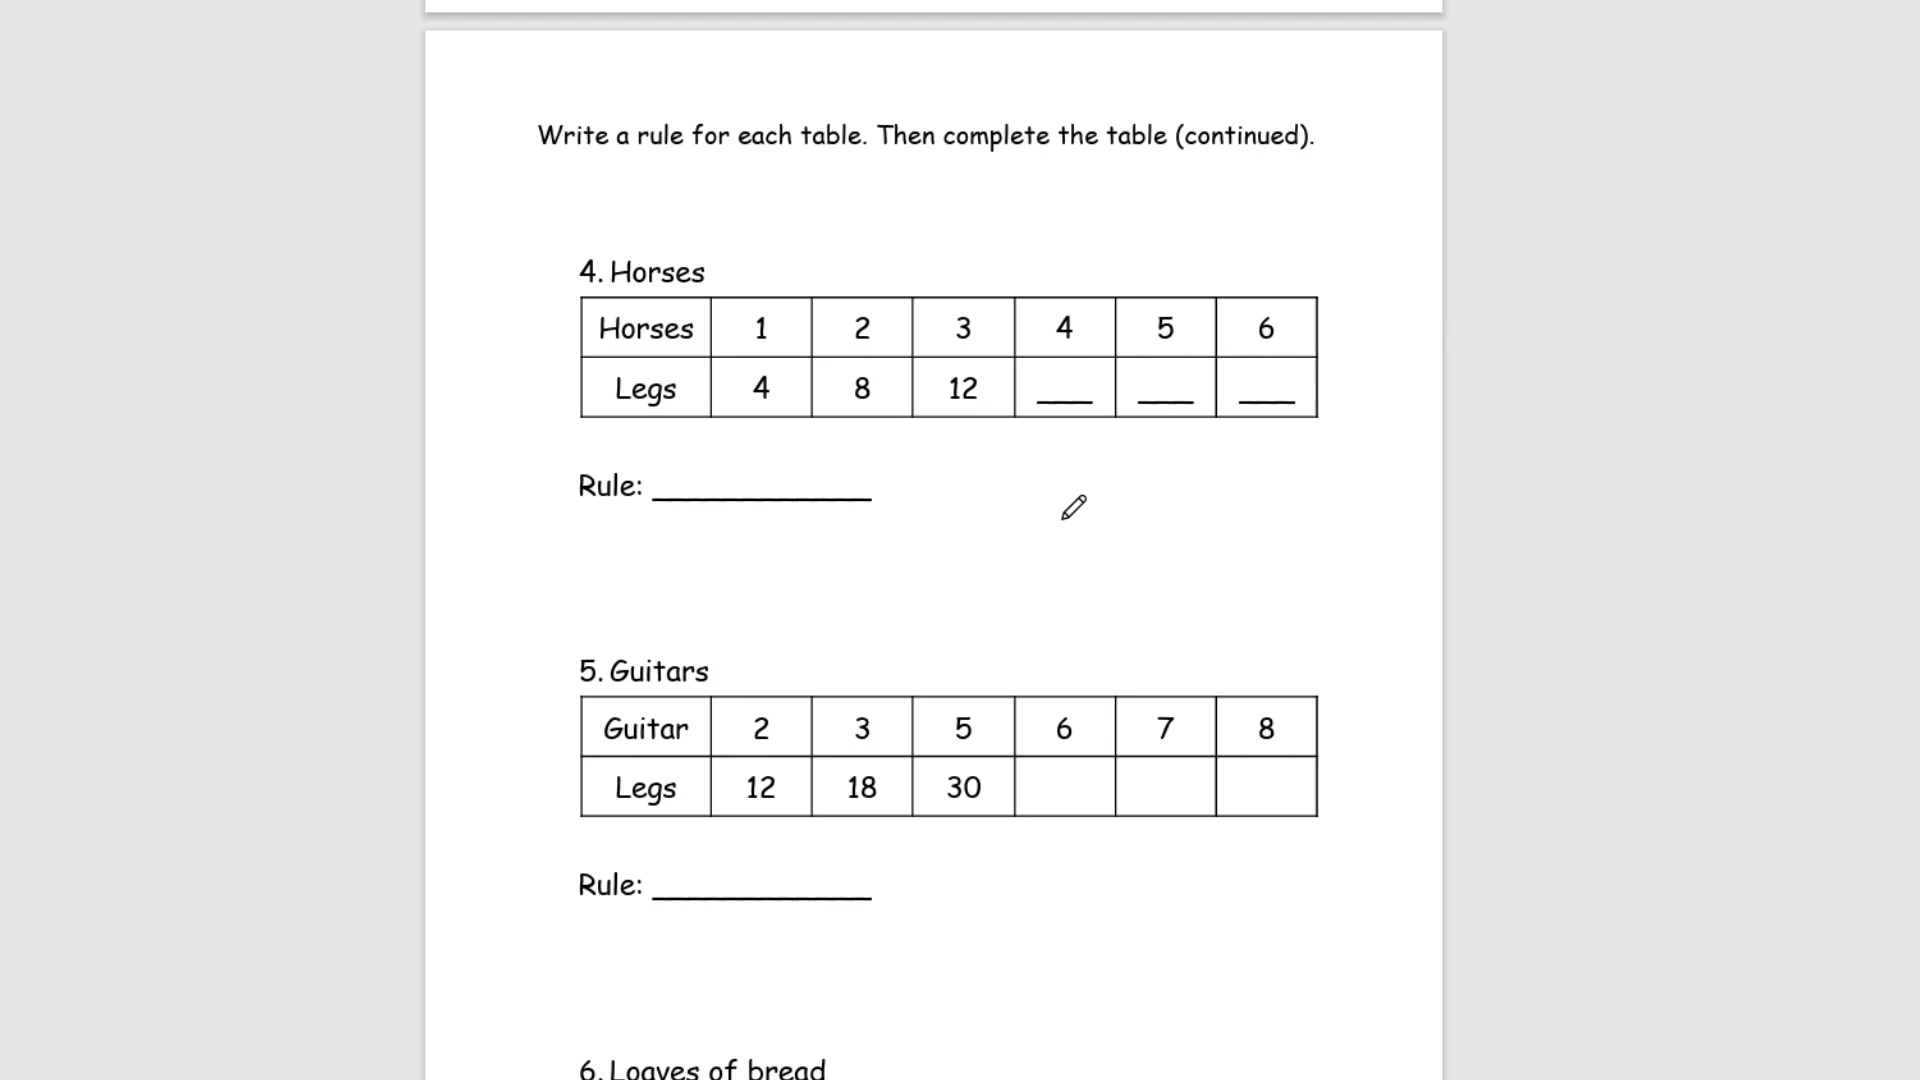 Write a rule for each table. Then complete the table (continued).
4. Horses
Horses 1 2 3 4 5 6
Legs 4 8 12 ___ ___ ___
Rule: ____________
5. Guitars
Guitar 2 3 5 6 7 8
Legs 12 18 30
Rule: ____________
6. Loaves of bread